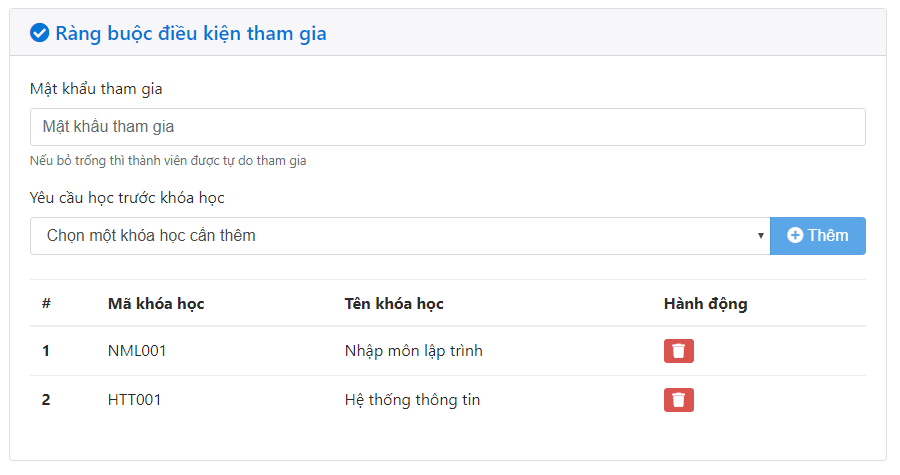 Ràng buộc điều kiện tham gia
Mật khẩu tham gia
Mật khẩu tham gia
Nếu bỏ trống thì thành viên được tự do tham gia
Yêu cầu học trước khóa học
Chọn một khóa học cần thêm Thêm
# Mã khóa học Tên khóa học Hành động
1 NML001 Nhập môn lập trình
2 HTT001 Hệ thống thông tin